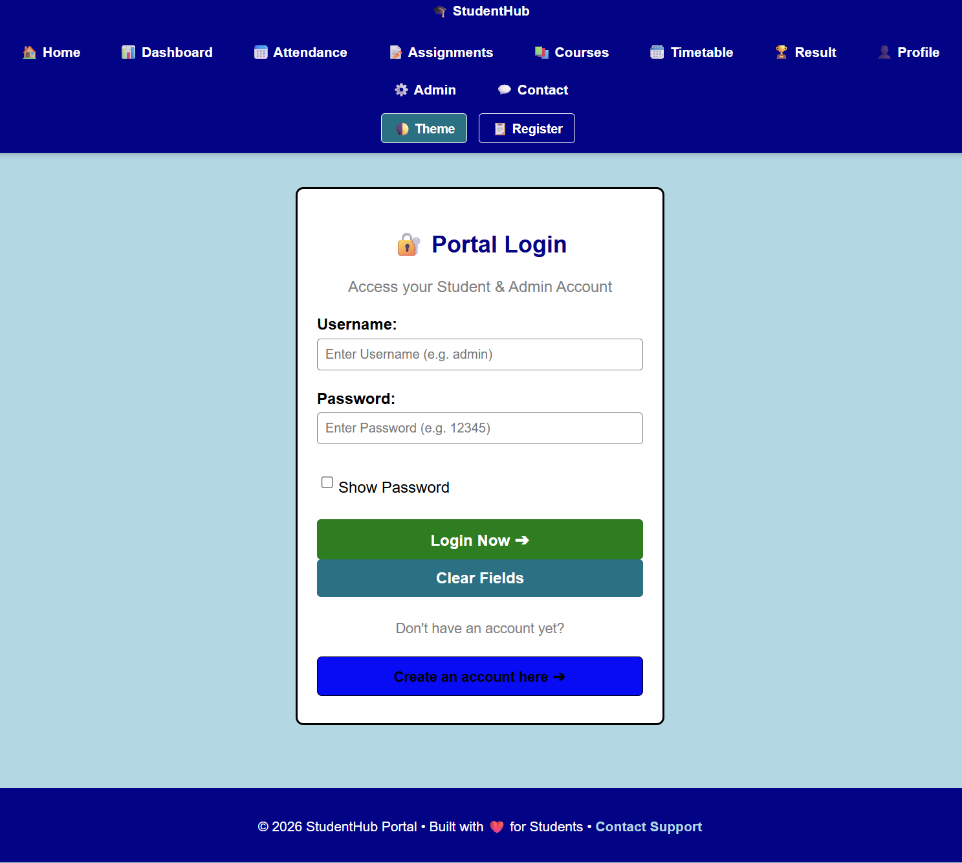 🎓 StudentHub
🏠 Home 📊 Dashboard 📅 Attendance 📝 Assignments 📚 Courses 🗓️ Timetable 🏆 Result 👤 Profile
⚙️ Admin 💬 Contact
🌓 Theme 📋 Register
🔐 Portal Login
Access your Student & Admin Account
Username:
Enter Username (e.g. admin)
Password:
Enter Password (e.g. 12345)
Show Password
Login Now ➔
Clear Fields
Don't have an account yet?
Create an account here ➔
© 2026 StudentHub Portal • Built with ❤️ for Students • Contact Support